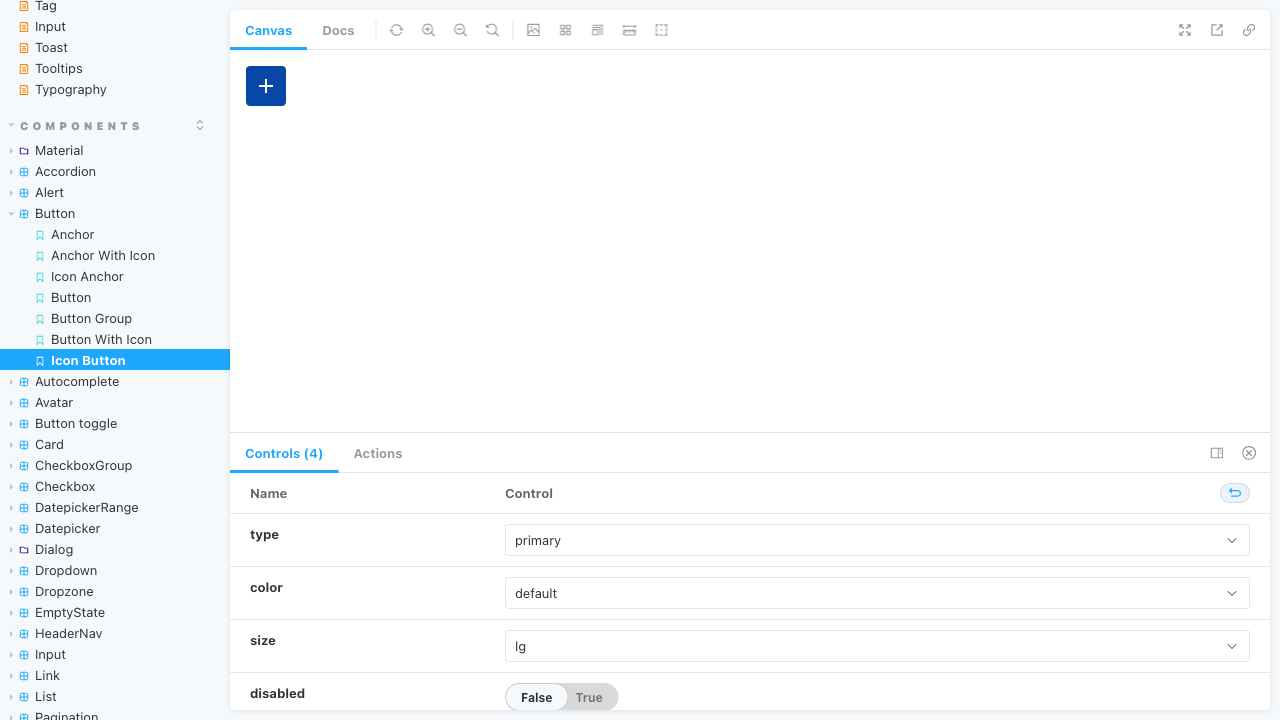 Tag
Input
Toast
Tooltips
Typography
COMPONENTS
Material
Accordion
Alert
Button
Anchor
Anchor With Icon
Icon Anchor
Button
Button Group
Button With Icon
Icon Button
Autocomplete
Avatar
Button toggle
Card
CheckboxGroup
Checkbox
DatepickerRange
Datepicker
Dialog
Dropdown
Dropzone
EmptyState
HeaderNav
Input
Link
List
Pagination
Canvas Docs
Controls (4) Actions
Name Control
type primary
color default
size lg
disabled False True